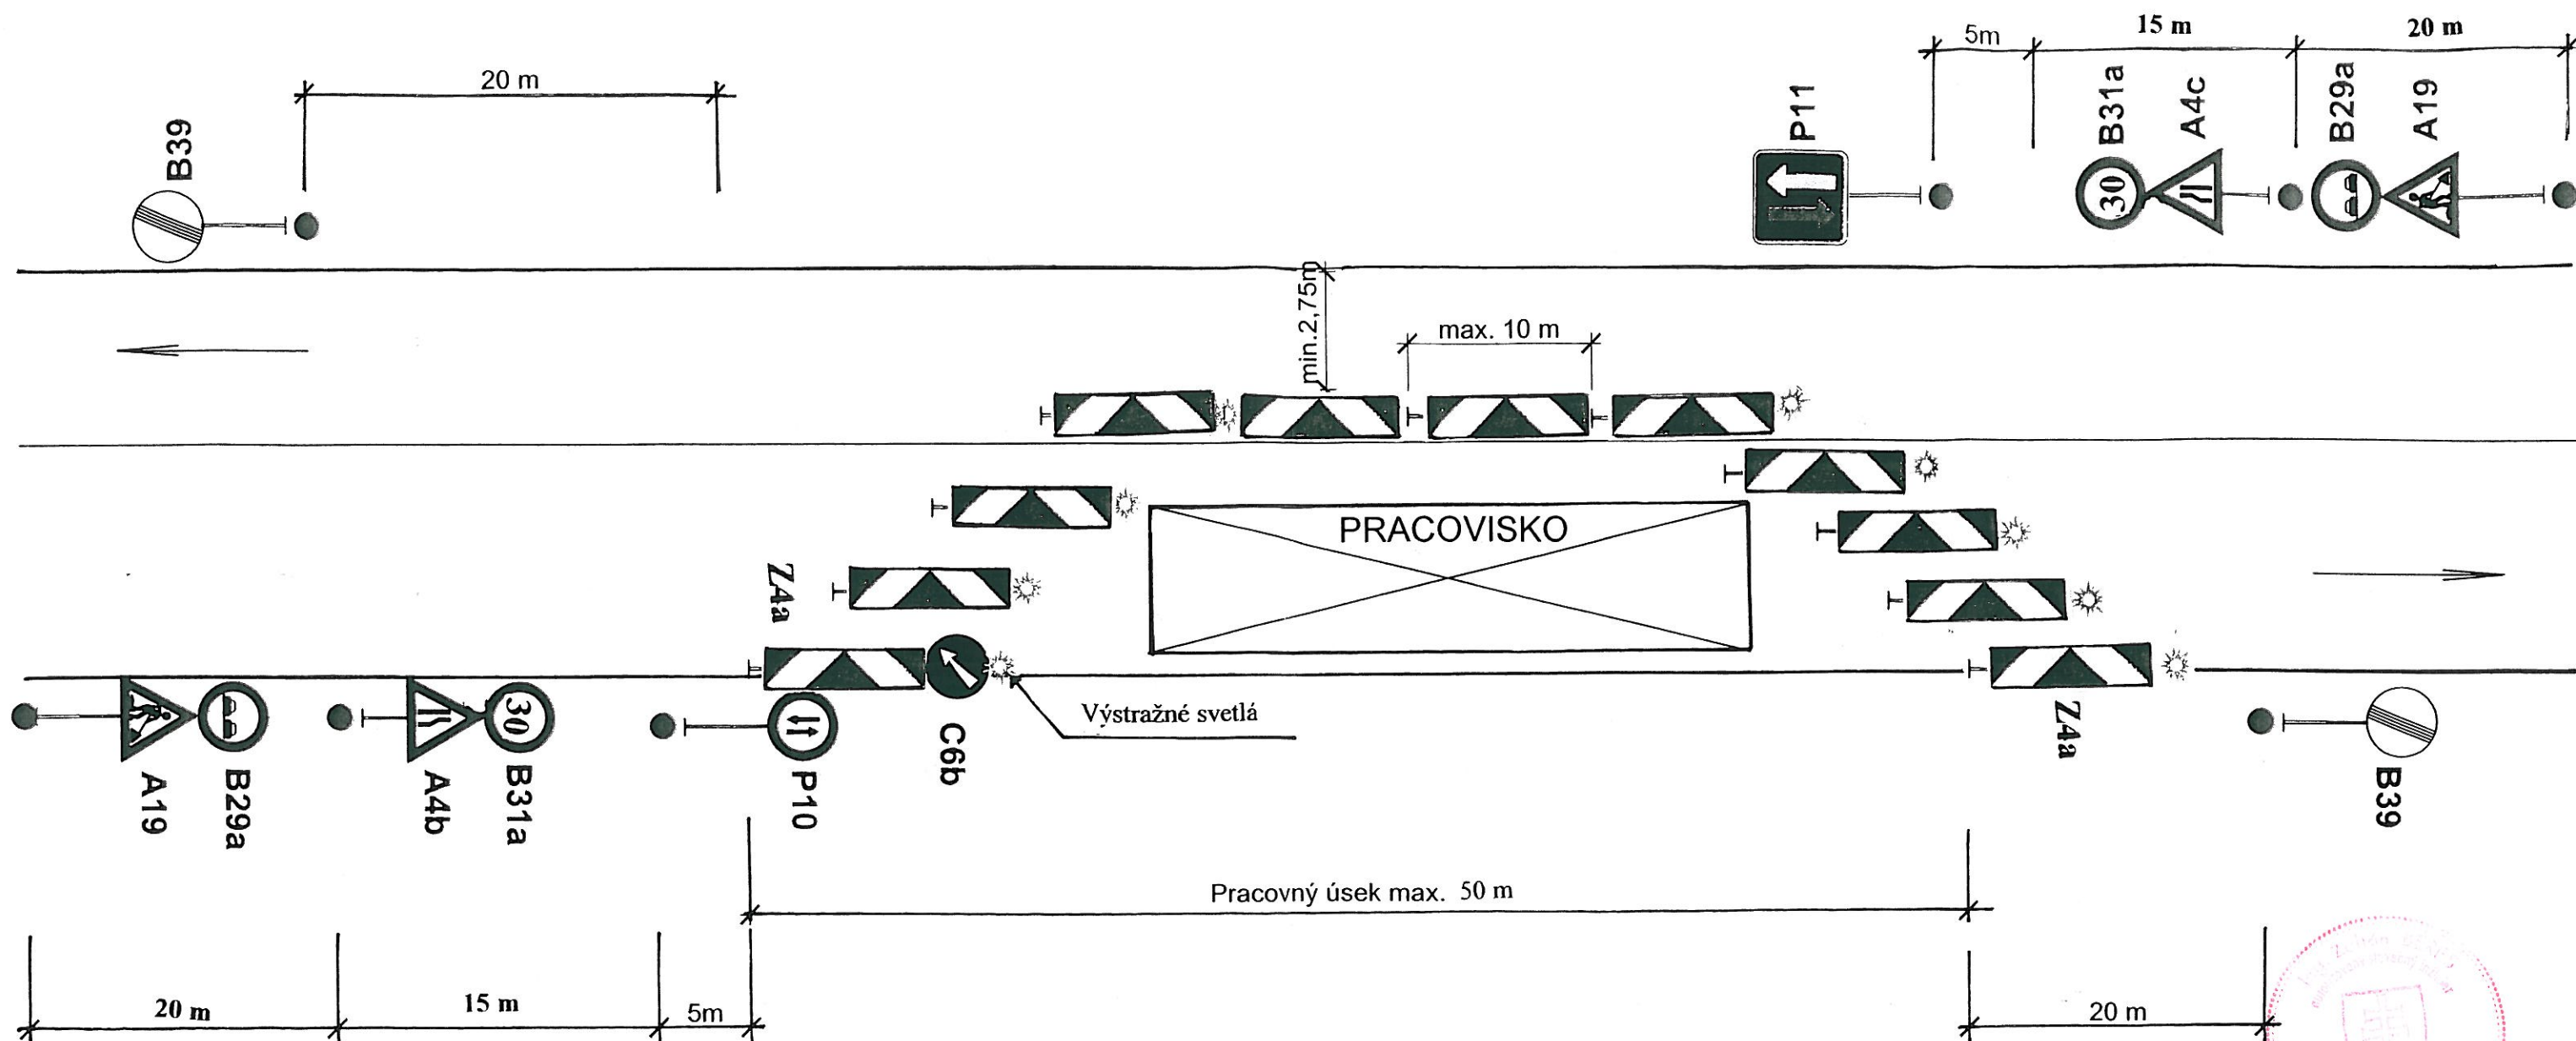 5m
15 m
20 m
20 m
B39
P11
B31a
A4c
B29a
A19
30
min.2,75m
max. 10 m
PRACOVISKO
Z4a
Výstražné svetlá
C6b
P10
30
A19
B29a
A4b
B31a
Z4a
B39
Pracovný úsek max. 50 m
20 m
15 m
5m
20 m